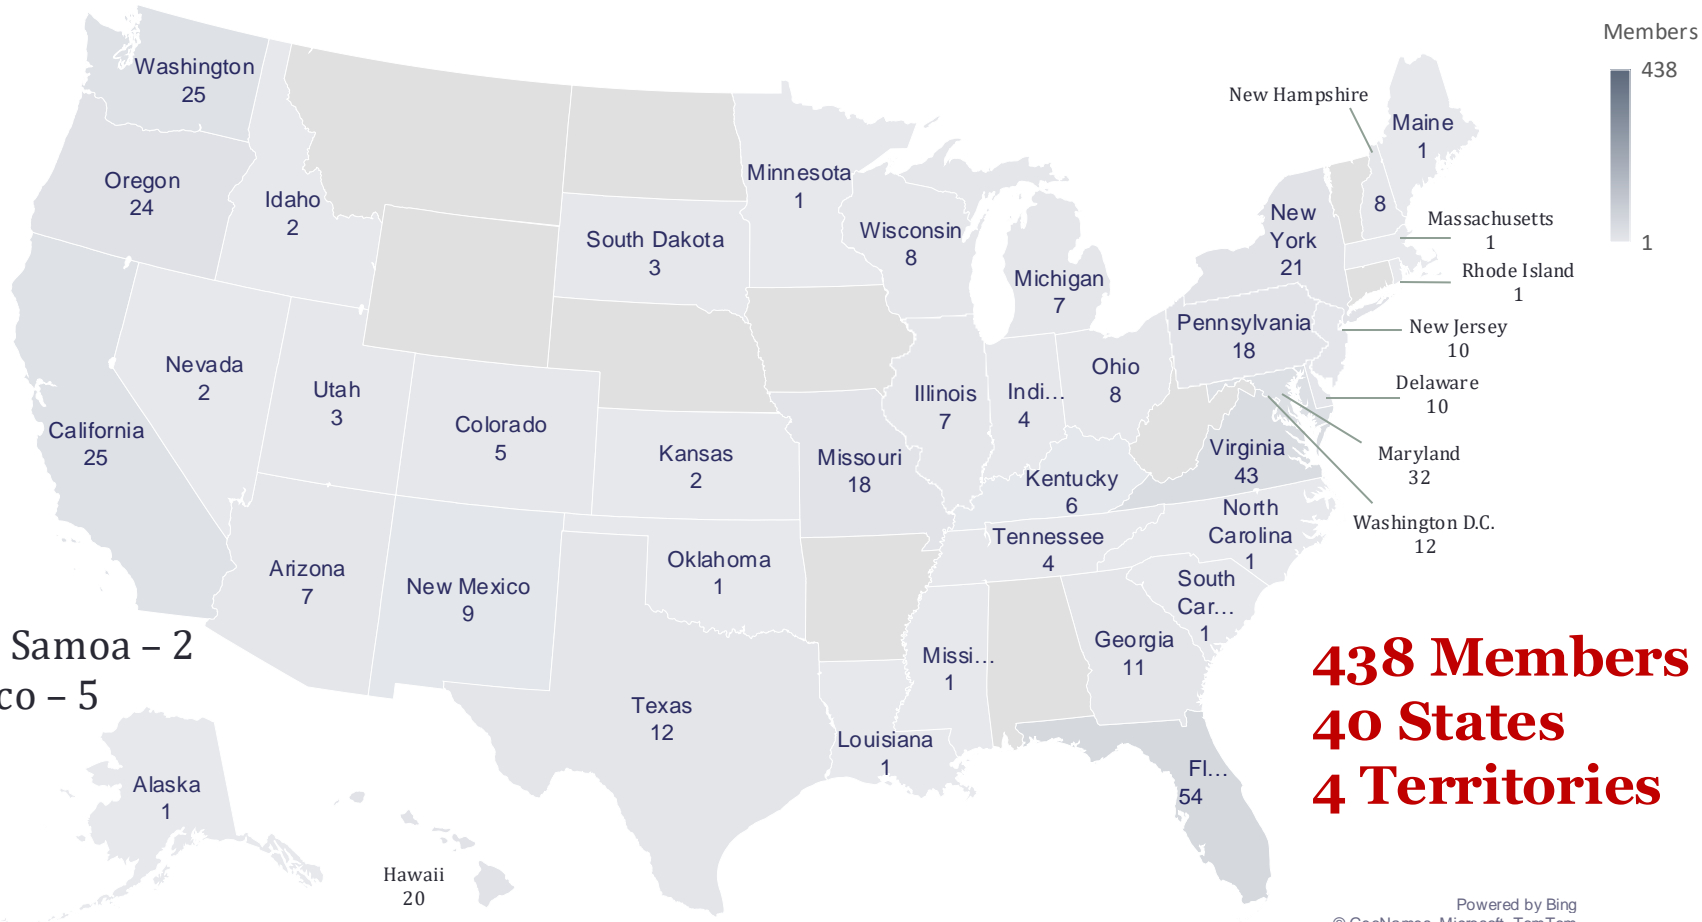 Members
438
1
Washington
25
Oregon
24
Idaho
2
California
25
Nevada
2
Utah
3
Arizona
7
Colorado
5
New Mexico
9
South Dakota
3
Kansas
2
Oklahoma
1
Texas
12
Minnesota
1
Wisconsin
8
Michigan
7
Illinois
7
Indi...
4
Ohio
8
Missouri
18
Kentucky
6
Tennessee
4
Missi...
1
Louisiana
1
Georgia
11
Fl...
54
South
Car...
1
North
Carolina
1
Virginia
43
Pennsylvania
18
New
York
21
New Hampshire
8
Maine
1
Massachusetts
1
Rhode Island
1
New Jersey
10
Delaware
10
Maryland
32
Washington D.C.
12
Samoa – 2
co – 5
Alaska
1
Hawaii
20
438 Members
40 States
4 Territories
Powered by Bing
© GeoNames, Microsoft, TomTom